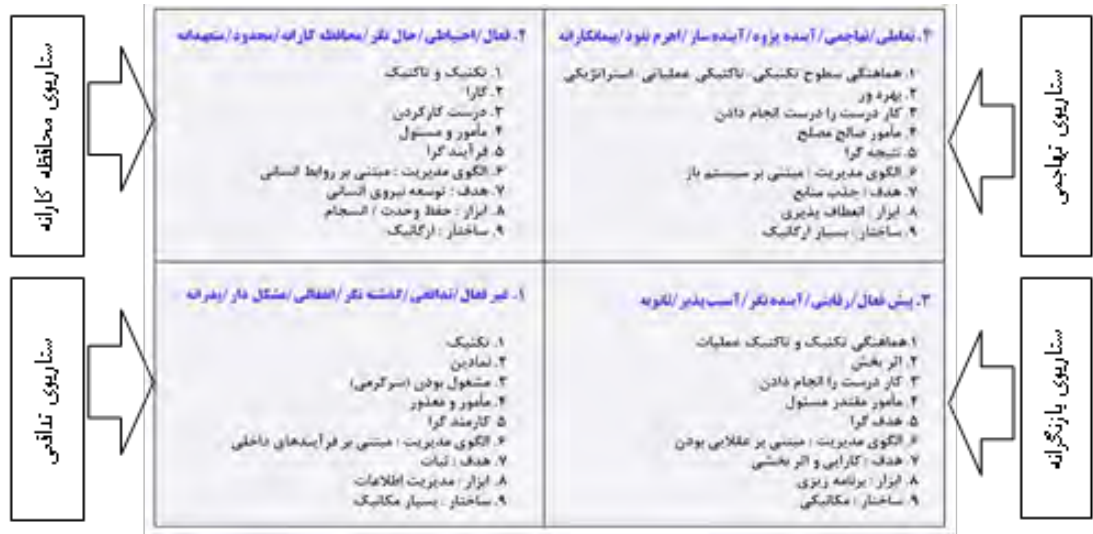 سناریوی تهاجمی
۴. تعاملی/تهاجمی/آینده پژوه/آینده ساز/اهرم نفوذ/پیمانکارانه
۱. هماهنگی سطوح تکنیکی- تاکتیکی عملیاتی- استراتژیکی
۲. بهره ور
۳. کار درست را درست انجام دادن
۴. مأمور صالح مصلح
۵. نتیجه گرا
۶. الگوی مدیریت : مبتنی بر سیستم باز
۷. هدف : جذب منابع
۸. ابزار : انعطاف پذیری
۹. ساختار : بسیار ارگانیک
سناریوی محافظه کارانه
۲. فعال/احتیاطی/حال نگر/محافظه کارانه/محدود/متعهدانه
۱. تکنیک و تاکتیک
۲. کارا
۳. درست کارکردن
۴. مأمور و مسئول
۵. فرآیند گرا
۶. الگوی مدیریت : مبتنی بر روابط انسانی
۷. هدف : توسعه نیروی انسانی
۸. ابزار : حفظ وحدت / انسجام
۹. ساختار : ارگانیک
سناریوی بازنگرانه
۳. پیش فعال/رقابتی/آینده نگر/آسیب پذیر/ثانویه
۱. هماهنگی تکنیک و تاکتیک عملیات
۲. اثر بخش
۳. کار درست را انجام دادن
۴. مأمور مقتدر مسئول
۵. هدف گرا
۶. الگوی مدیریت : مبتنی بر عقلایی بودن
۷. هدف : کارایی و اثر بخشی
۸. ابزار : برنامه ریزی
۹. ساختار : مکانیکی
سناریوی تدافعی
۱. غیر فعال/تدافعی/گذشته نگر/انفعالی/مشکل دار/پدرانه
۱. تکنیک
۲. نمادین
۳. مشغول بودن (سرگرمی)
۴. مأمور و معذور
۵. کارمند گرا
۶. الگوی مدیریت : مبتنی بر فرآیندهای داخلی
۷. هدف : ثبات
۸. ابزار : مدیریت اطلاعات
۹. ساختار : بسیار مکانیک